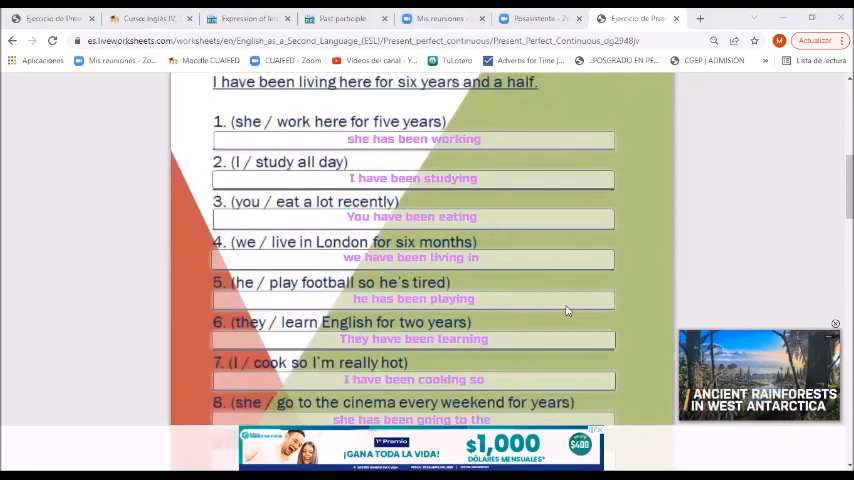 Ejercicio de Pres
Curso: Inglés IV,
Expression of len
Past participle
Mis reuniones - Z
Posasistente - Zo
Ejercicio de Pres
es.liveworksheets.com/worksheets/en/English_as_a_Second_Language_(ESL)/Present_perfect_continuous/Present_Perfect_Continuous_dg2948jv
M
Actualizar
Aplicaciones
Mis reuniones - Zo...
Moodle CUAIEED
CUAIEED - Zoom
Vídeos del canal - Y...
TuLotero
Adverbs for Time |...
.:POSGRADO EN PE...
CGEP | ADMISIÓN
»
Lista de lectura
I have been living here for six years and a half.
1. (she / work here for five years)
she has been working
2. (I / study all day)
I have been studying
3. (you / eat a lot recently)
You have been eating
4. (we / live in London for six months)
we have been living in
5. (he / play football so he's tired)
he has been playing
6. (they / learn English for two years)
They have been learning
7. (I / cook so I'm really hot)
I have been cooking so
8. (she / go to the cinema every weekend for years)
she has been going to the
ANCIENT RAINFORESTS
IN WEST ANTARCTICA
1º Premio
¡GANA TODA LA VIDA!
$1,000
DÓLARES MENSUALES*
$400